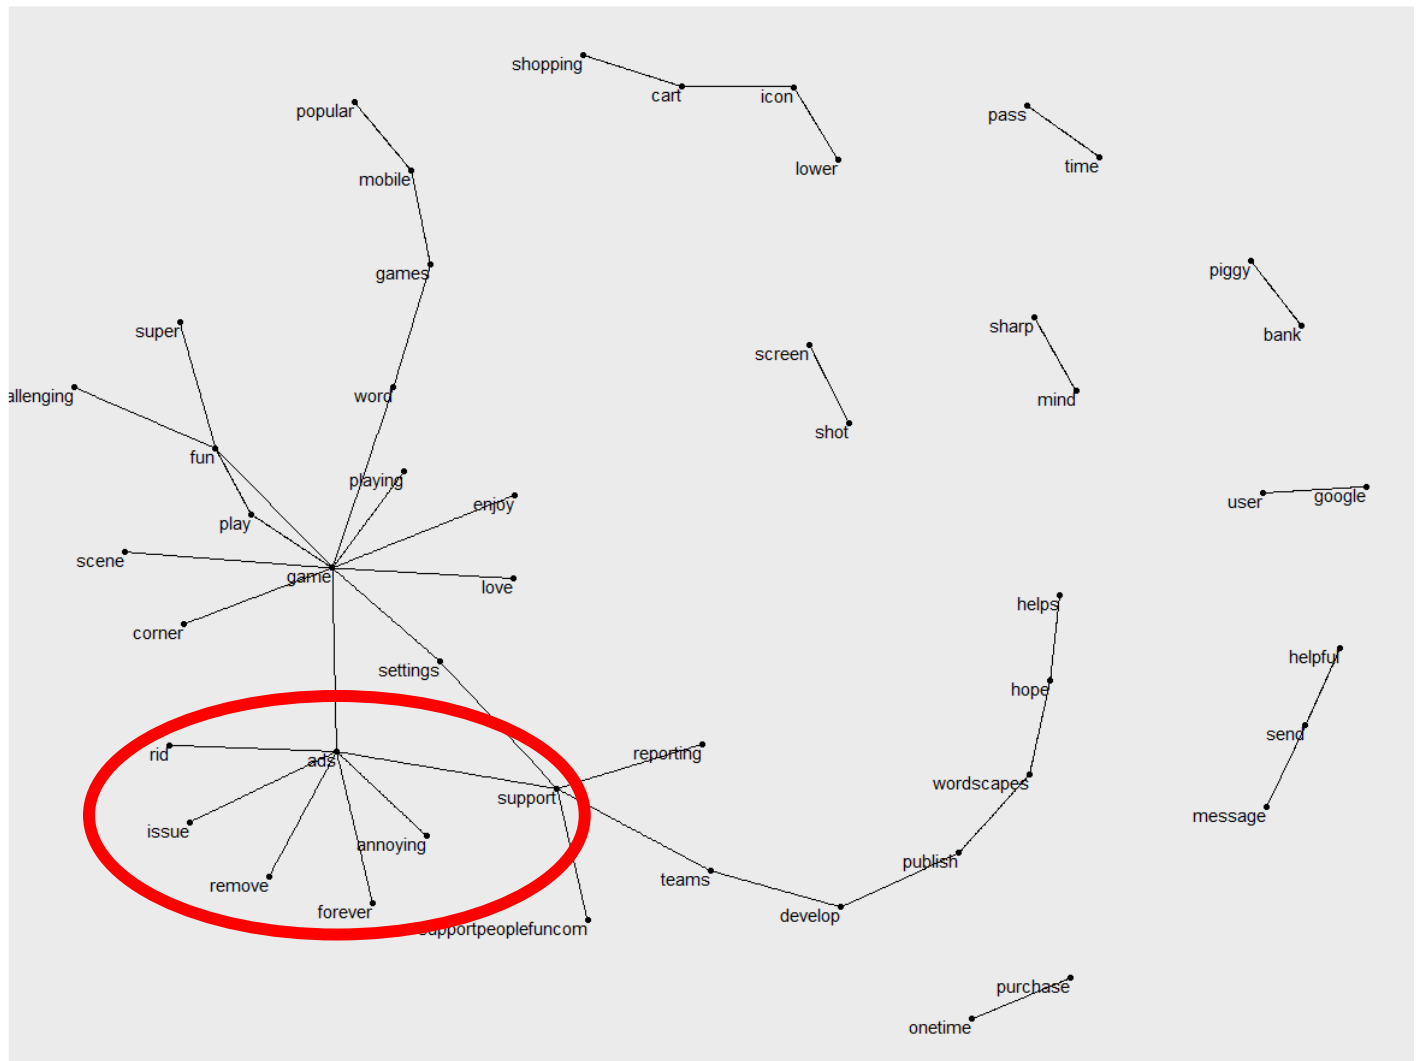 shopping
cart
icon
popular
pass
lower
time
mobile
games
piggy
super
sharp
bank
screen
allenging
word
mind
shot
fun
playing
enjoy
user
google
play
scene
game
love
helps
corner
settings
helpful
hope
rid
ads
reporting
send
support
wordscapes
issue
annoying
message
publish
remove
teams
forever
develop
supportpeoplefuncom
purchase
onetime